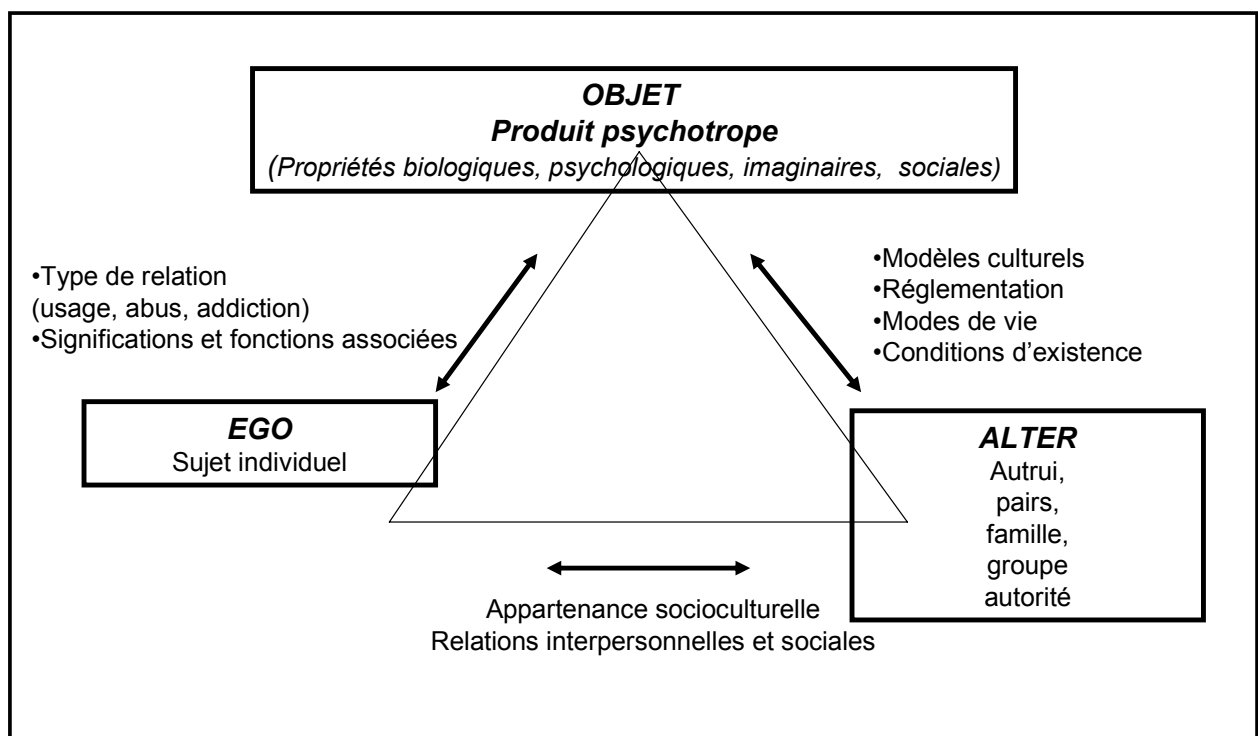 OBJET
Produit psychotrope
(Propriétés biologiques, psychologiques, imaginaires, sociales)
•Type de relation
(usage, abus, addiction)
•Significations et fonctions associées
•Modèles culturels
•Réglementation
•Modes de vie
•Conditions d’existence
EGO
Sujet individuel
ALTER
Autrui,
pairs,
famille,
groupe
autorité
Appartenance socioculturelle
Relations interpersonnelles et sociales